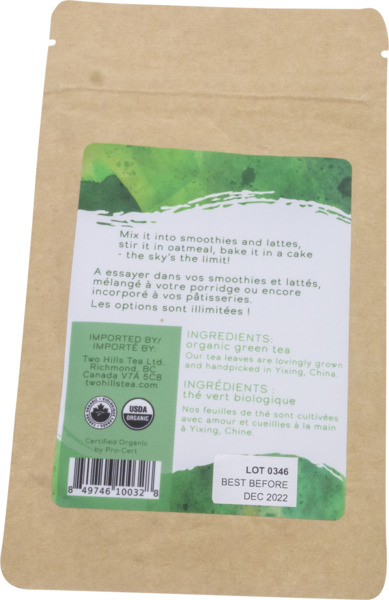 Mix it into smoothies and lattes,
stir it in oatmeal, bake it in a cake
- the sky's the limit!
A essayer dans vos smoothies et lattés,
mélangé à votre porridge ou encore
incorporé à vos pâtisseries.
Les options sont illimitées !
IMPORTED BY/
IMPORTÉ BY:
Two Hills Tea Ltd.
Richmond, BC
Canada V7A 5C8
twohillstea.com
USDA
ORGANIC
Certified Organic
by Pro-Cert
8 49746 10032 8
INGREDIENTS:
organic green tea
Our tea leaves are lovingly grown
and handpicked in Yixing, China.
INGRÉDIENTS :
thé vert biologique
Nos feuilles de thé sont cultivées
avec amour et cueillies à la main
à Yixing, China.
LOT 0346
BEST BEFORE
DEC 2022